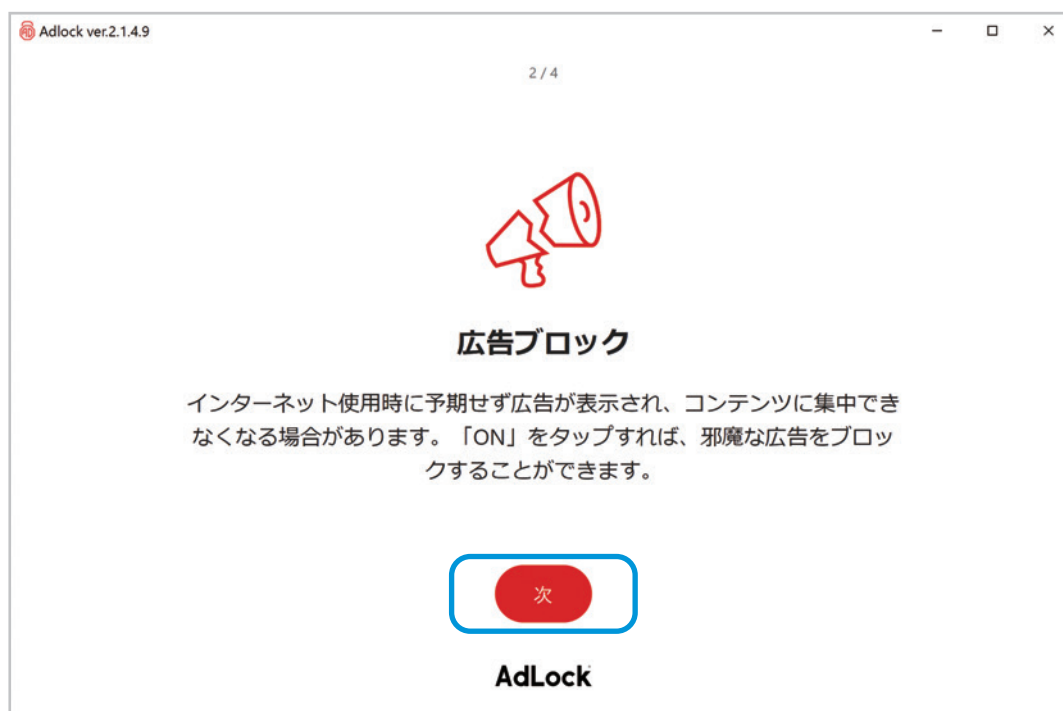 Adlock ver.2.1.4.9
2 / 4
広告ブロック
インターネット使用時に予期せず広告が表示され、コンテンツに集中でき
なくなる場合があります。「ON」をタップすれば、邪魔な広告をブロッ
クすることができます。
次
AdLock